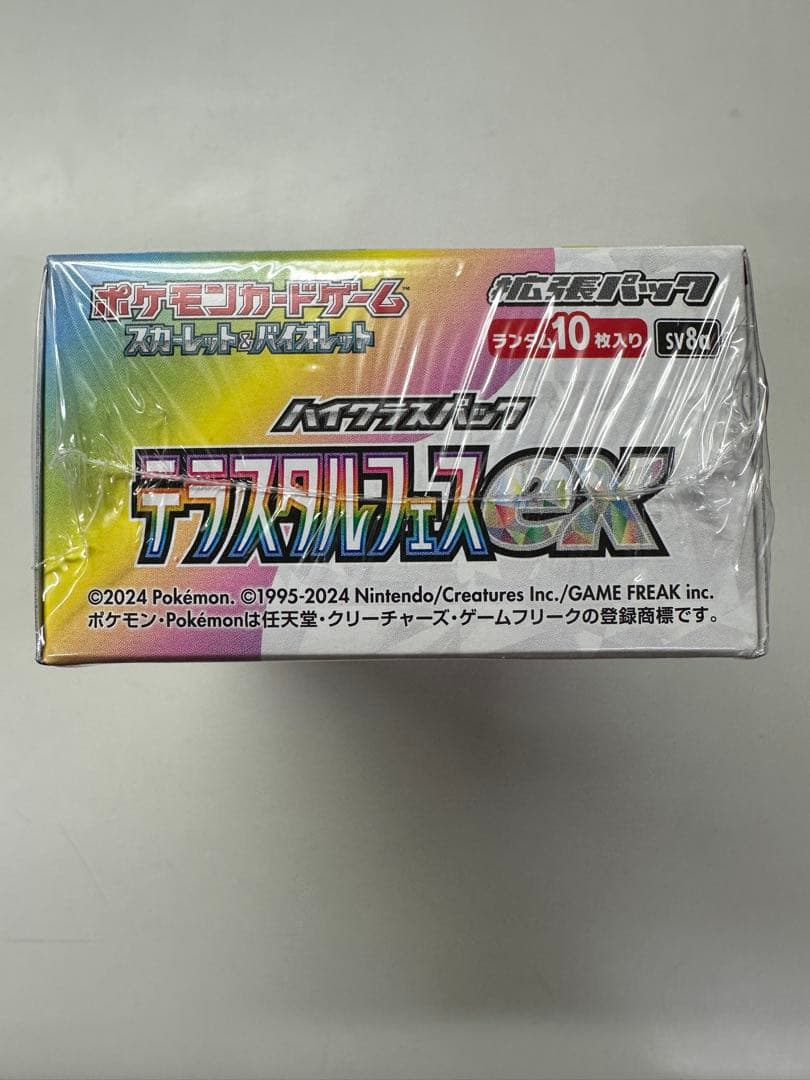 ポケモンカードゲーム™
スカーレット&バイオレット
拡張パック
ランダム10枚入り
SV8a
ハイクラスパック
テラスタルフェスex
©2024 Pokémon. ©1995-2024 Nintendo/Creatures Inc./GAME FREAK inc.
ポケモン・Pokémonは任天堂・クリーチャーズ・ゲームフリークの登録商標です。